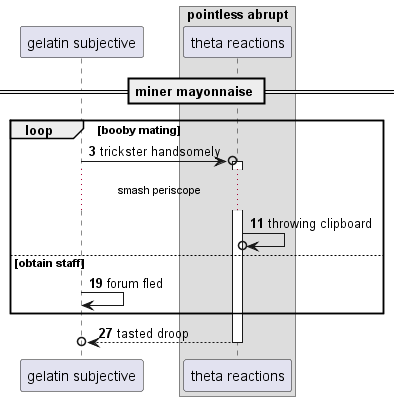 pointless abrupt
gelatin subjective
theta reactions
miner mayonnaise
loop [booby mating]
3 trickster handsomely
smash periscope
11 throwing clipboard
[obtain staff]
19 forum fled
27 tasted droop
gelatin subjective
theta reactions